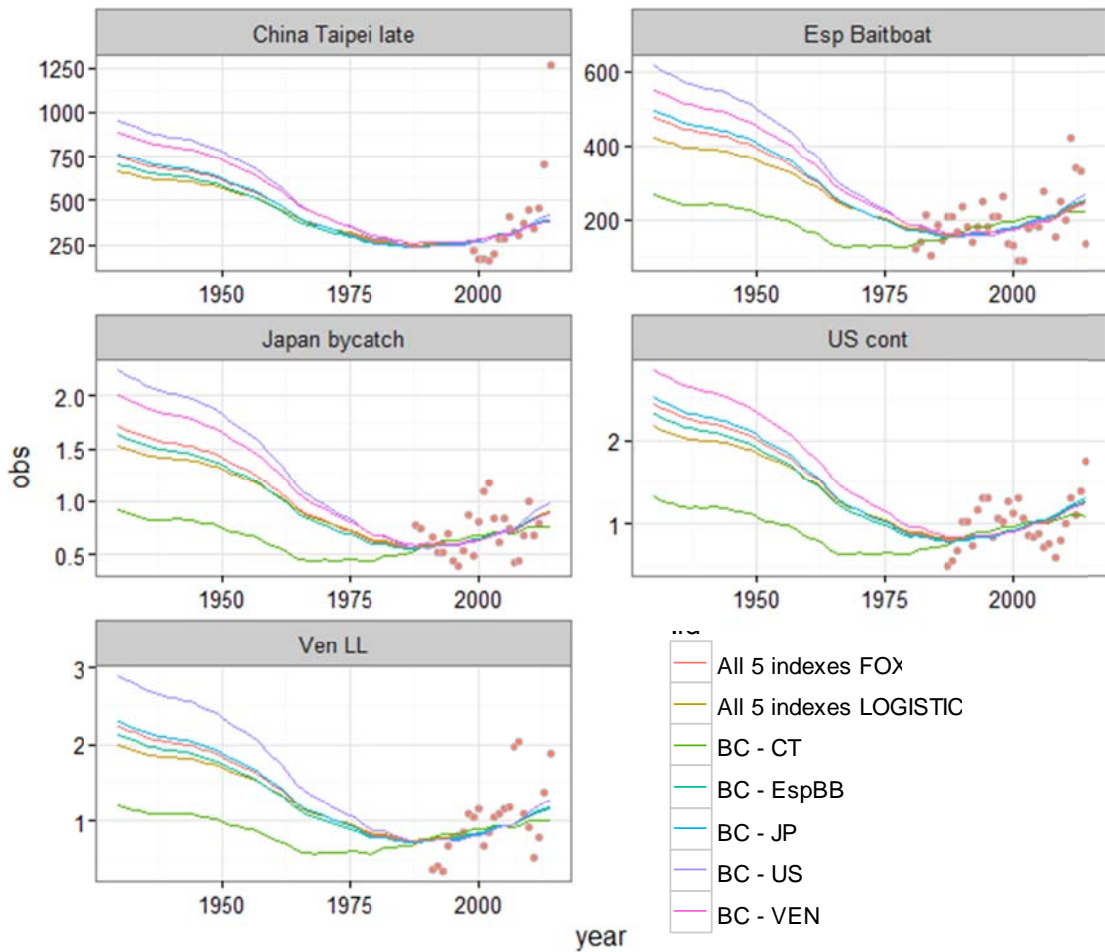 China Taipei late
Esp Baitboat
1250
1000
750
500
250
600
400
200
1950 1975 2000
1950 1975 2000
Japan bycatch
US cont
2.0
1.5
1.0
0.5
2
1
1950 1975 2000
1950 1975 2000
obs
Ven LL
3
2
1
1950 1975 2000
year
All 5 indexes FOX
All 5 indexes LOGISTIC
BC - CT
BC - EspBB
BC - JP
BC - US
BC - VEN